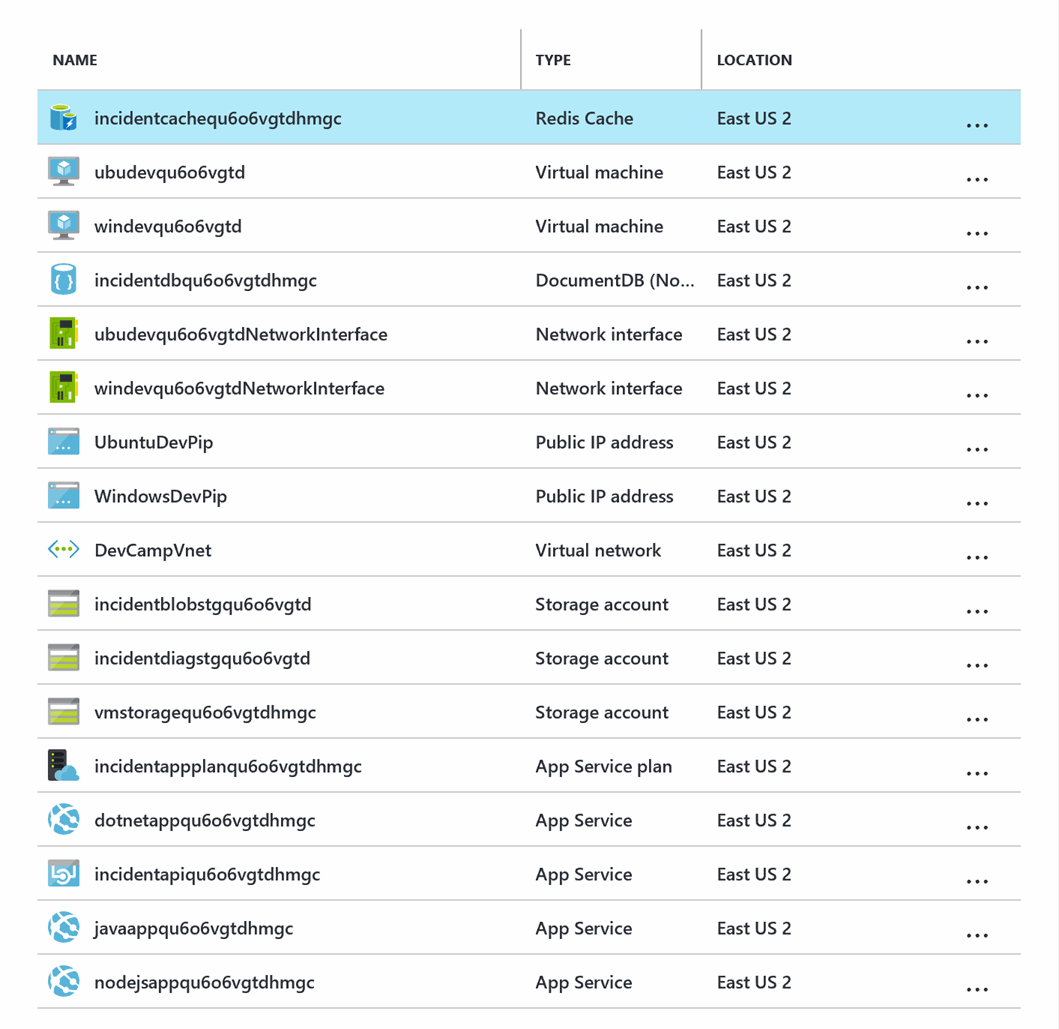 NAME TYPE LOCATION
incidentcachequ6o6vgtdhmgc Redis Cache East US 2 ...
ubudevqu6o6vgtd Virtual machine East US 2 ...
windevqu6o6vgtd Virtual machine East US 2 ...
incidentdbqu6o6vgtdhmgc DocumentDB (No... East US 2 ...
ubudevqu6o6vgtdNetworkInterface Network interface East US 2 ...
windevqu6o6vgtdNetworkInterface Network interface East US 2 ...
UbuntuDevPip Public IP address East US 2 ...
WindowsDevPip Public IP address East US 2 ...
DevCampVnet Virtual network East US 2 ...
incidentblobstgqu6o6vgtd Storage account East US 2 ...
incidentdiagstgqu6o6vgtd Storage account East US 2 ...
vmstoragequ6o6vgtdhmgc Storage account East US 2 ...
incidentappplanqu6o6vgtdhmgc App Service plan East US 2 ...
dotnetappqu6o6vgtdhmgc App Service East US 2 ...
incidentapiqu6o6vgtdhmgc App Service East US 2 ...
javaappqu6o6vgtdhmgc App Service East US 2 ...
nodejsappqu6o6vgtdhmgc App Service East US 2 ...